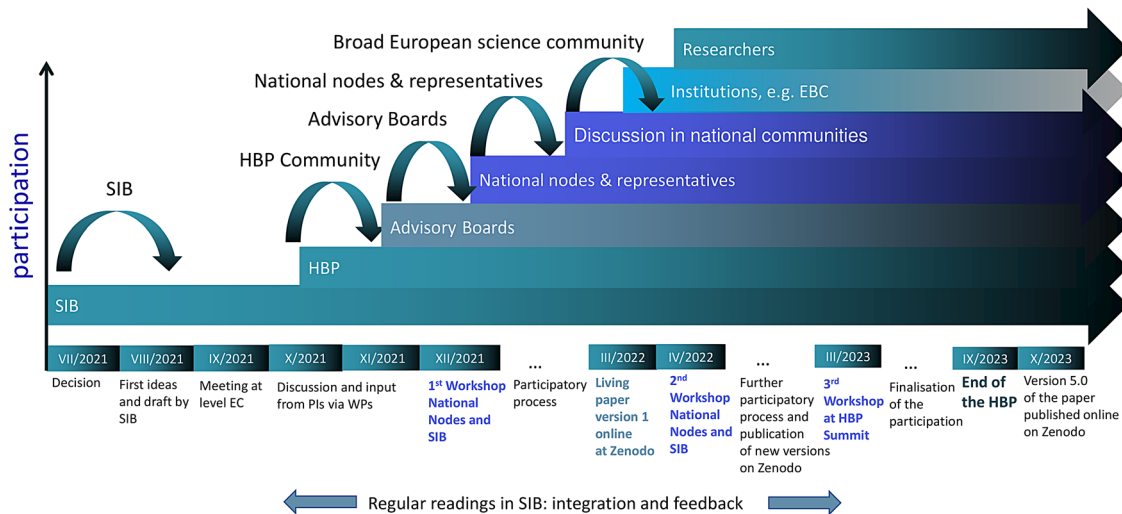 Broad European science community
National nodes & representatives
Advisory Boards
HBP Community
SIB
participation
Researchers
Institutions, e.g. EBC
Discussion in national communities
National nodes & representatives
Advisory Boards
HBP
SIB
VII/2021
VIII/2021
IX/2021
X/2021
XI/2021
XII/2021
...
III/2022
IV/2022
...
III/2023
...
IX/2023
X/2023
Decision
First ideas
and draft by
SIB
Meeting at
level EC
Discussion and input
from PIs via WPs
1st Workshop
National
Nodes and
SIB
Participatory
process
Living
paper
version 1
online
at Zenodo
2nd
Workshop
National
Nodes and
SIB
Further
participatory
process and
publication
of new versions
on Zenodo
3rd
Workshop
at HBP
Summit
Finalisation
of the
participation
End of
the HBP
Version 5.0
of the paper
published online
on Zenodo
Regular readings in SIB: integration and feedback